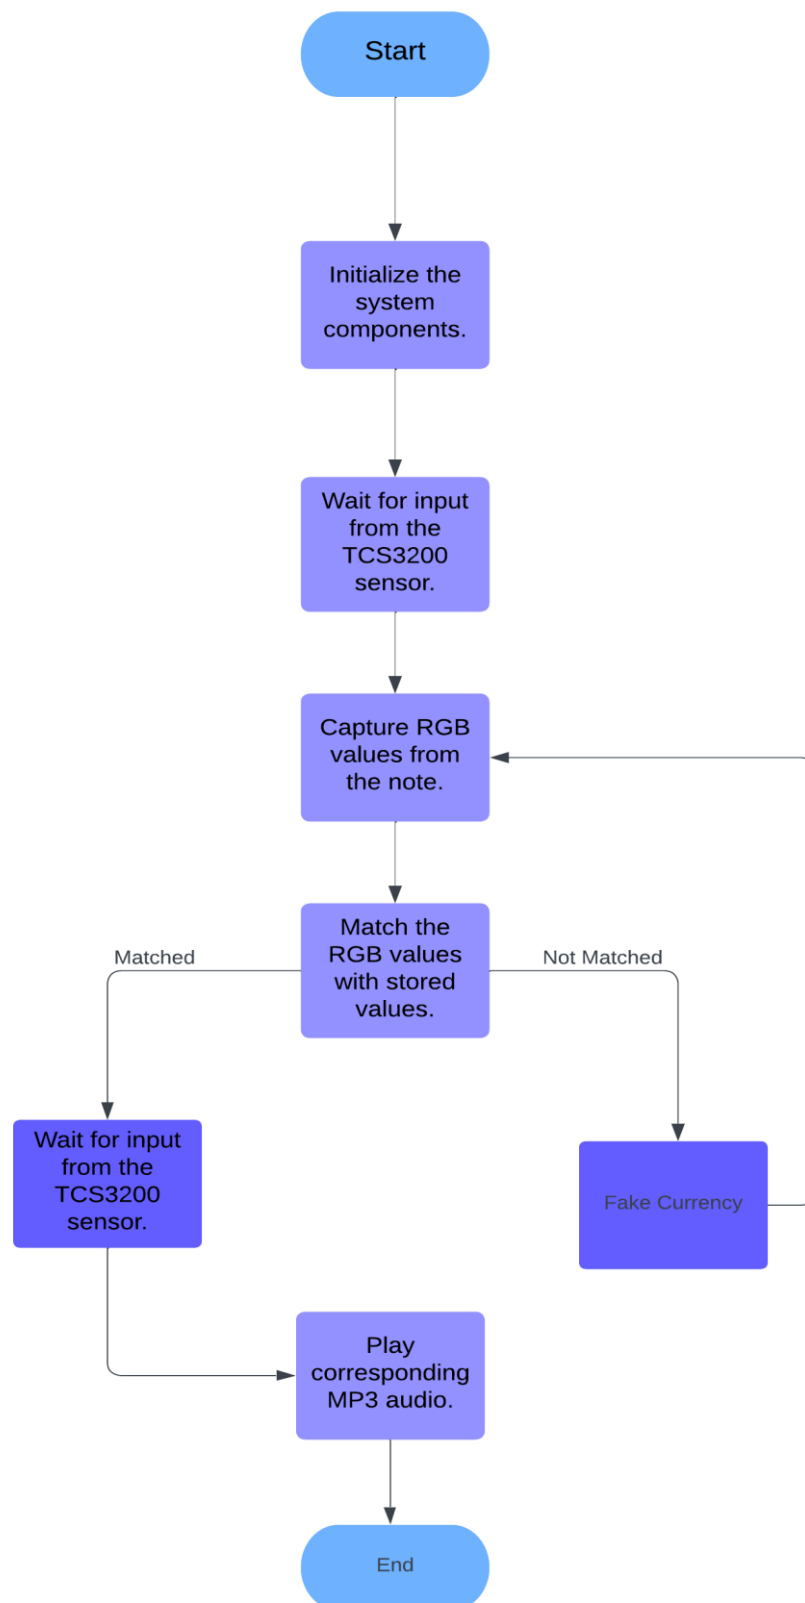 Start
Initialize the
system
components.
Wait for input
from the
TCS3200
sensor.
Capture RGB
values from
the note.
Match the
RGB values
with stored
values.
Matched
Not Matched
Wait for input
from the
TCS3200
sensor.
Fake Currency
Play
corresponding
MP3 audio.
End